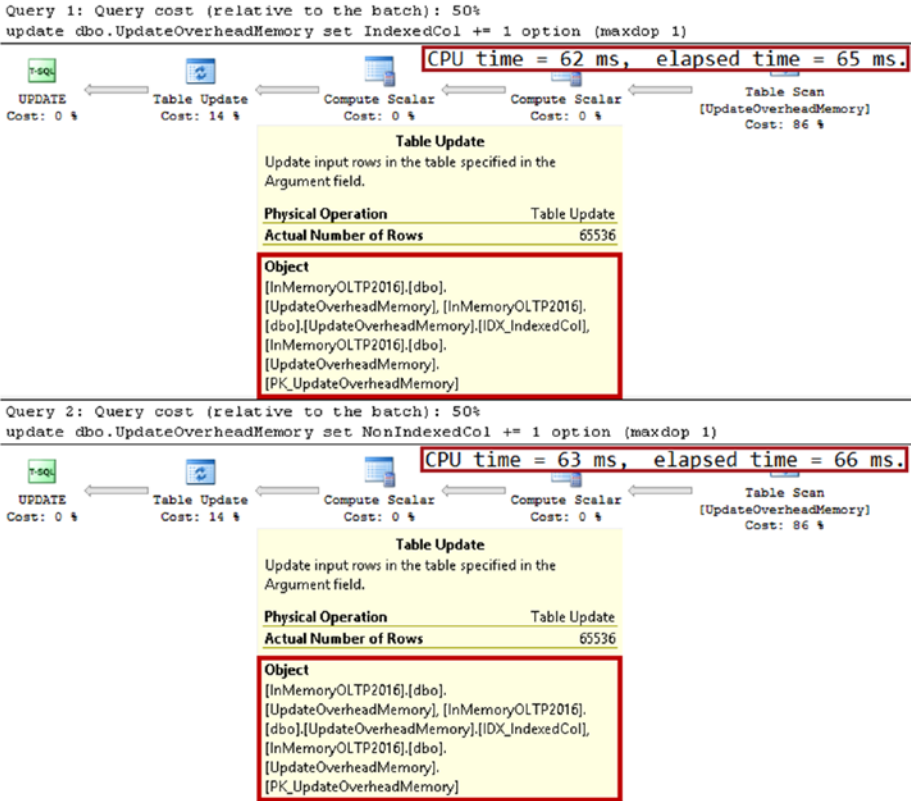 Query 1: Query cost (relative to the batch): 50%
update dbo.UpdateOverheadMemory set IndexedCol += 1 option (maxdop 1)
CPU time = 62 ms,  elapsed time = 65 ms.
T-SQL
UPDATE
Cost: 0 %
Table Update
Cost: 14 %
Compute Scalar
Cost: 0 %
Compute Scalar
Cost: 0 %
Table Scan
[UpdateOverheadMemory]
Cost: 86 %
Table Update
Update input rows in the table specified in the
Argument field.
Physical Operation Table Update
Actual Number of Rows 65536
Object
[InMemoryOLTP2016].[dbo].
[UpdateOverheadMemory], [InMemoryOLTP2016].
[dbo].[UpdateOverheadMemory].[IDX_IndexedCol],
[InMemoryOLTP2016].[dbo].
[UpdateOverheadMemory].
[PK_UpdateOverheadMemory]
Query 2: Query cost (relative to the batch): 50%
update dbo.UpdateOverheadMemory set NonIndexedCol += 1 option (maxdop 1)
CPU time = 63 ms,  elapsed time = 66 ms.
T-SQL
UPDATE
Cost: 0 %
Table Update
Cost: 14 %
Compute Scalar
Cost: 0 %
Compute Scalar
Cost: 0 %
Table Scan
[UpdateOverheadMemory]
Cost: 86 %
Table Update
Update input rows in the table specified in the
Argument field.
Physical Operation Table Update
Actual Number of Rows 65536
Object
[InMemoryOLTP2016].[dbo].
[UpdateOverheadMemory], [InMemoryOLTP2016].
[dbo].[UpdateOverheadMemory].[IDX_IndexedCol],
[InMemoryOLTP2016].[dbo].
[UpdateOverheadMemory].
[PK_UpdateOverheadMemory]